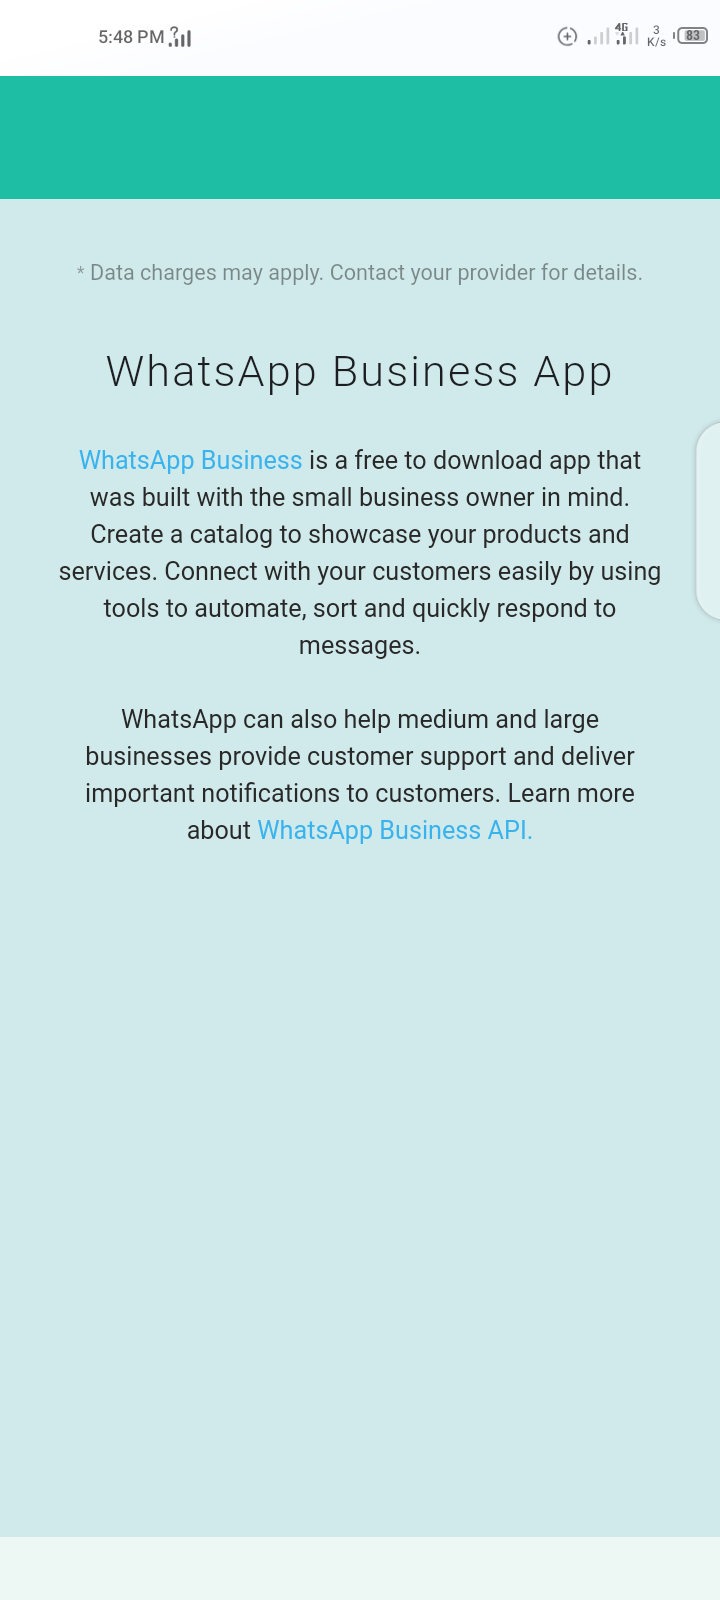 5:48 PM
4G
3
K/s
83
* Data charges may apply. Contact your provider for details.
WhatsApp Business App
WhatsApp Business is a free to download app that
was built with the small business owner in mind.
Create a catalog to showcase your products and
services. Connect with your customers easily by using
tools to automate, sort and quickly respond to
messages.
WhatsApp can also help medium and large
businesses provide customer support and deliver
important notifications to customers. Learn more
about WhatsApp Business API.